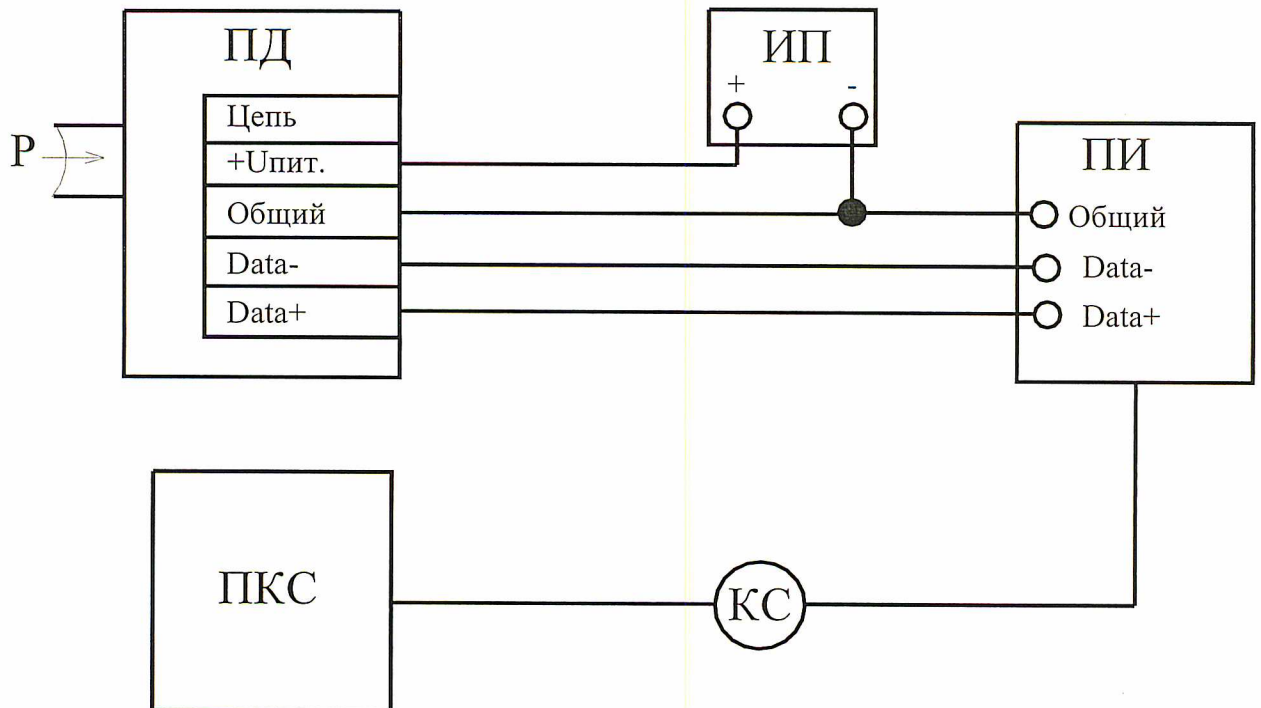 ПД
ИП
+ -
Цепь
+Uпит.
Общий
Data-
Data+
P
ПИ
Общий
Data-
Data+
ПКС
КС